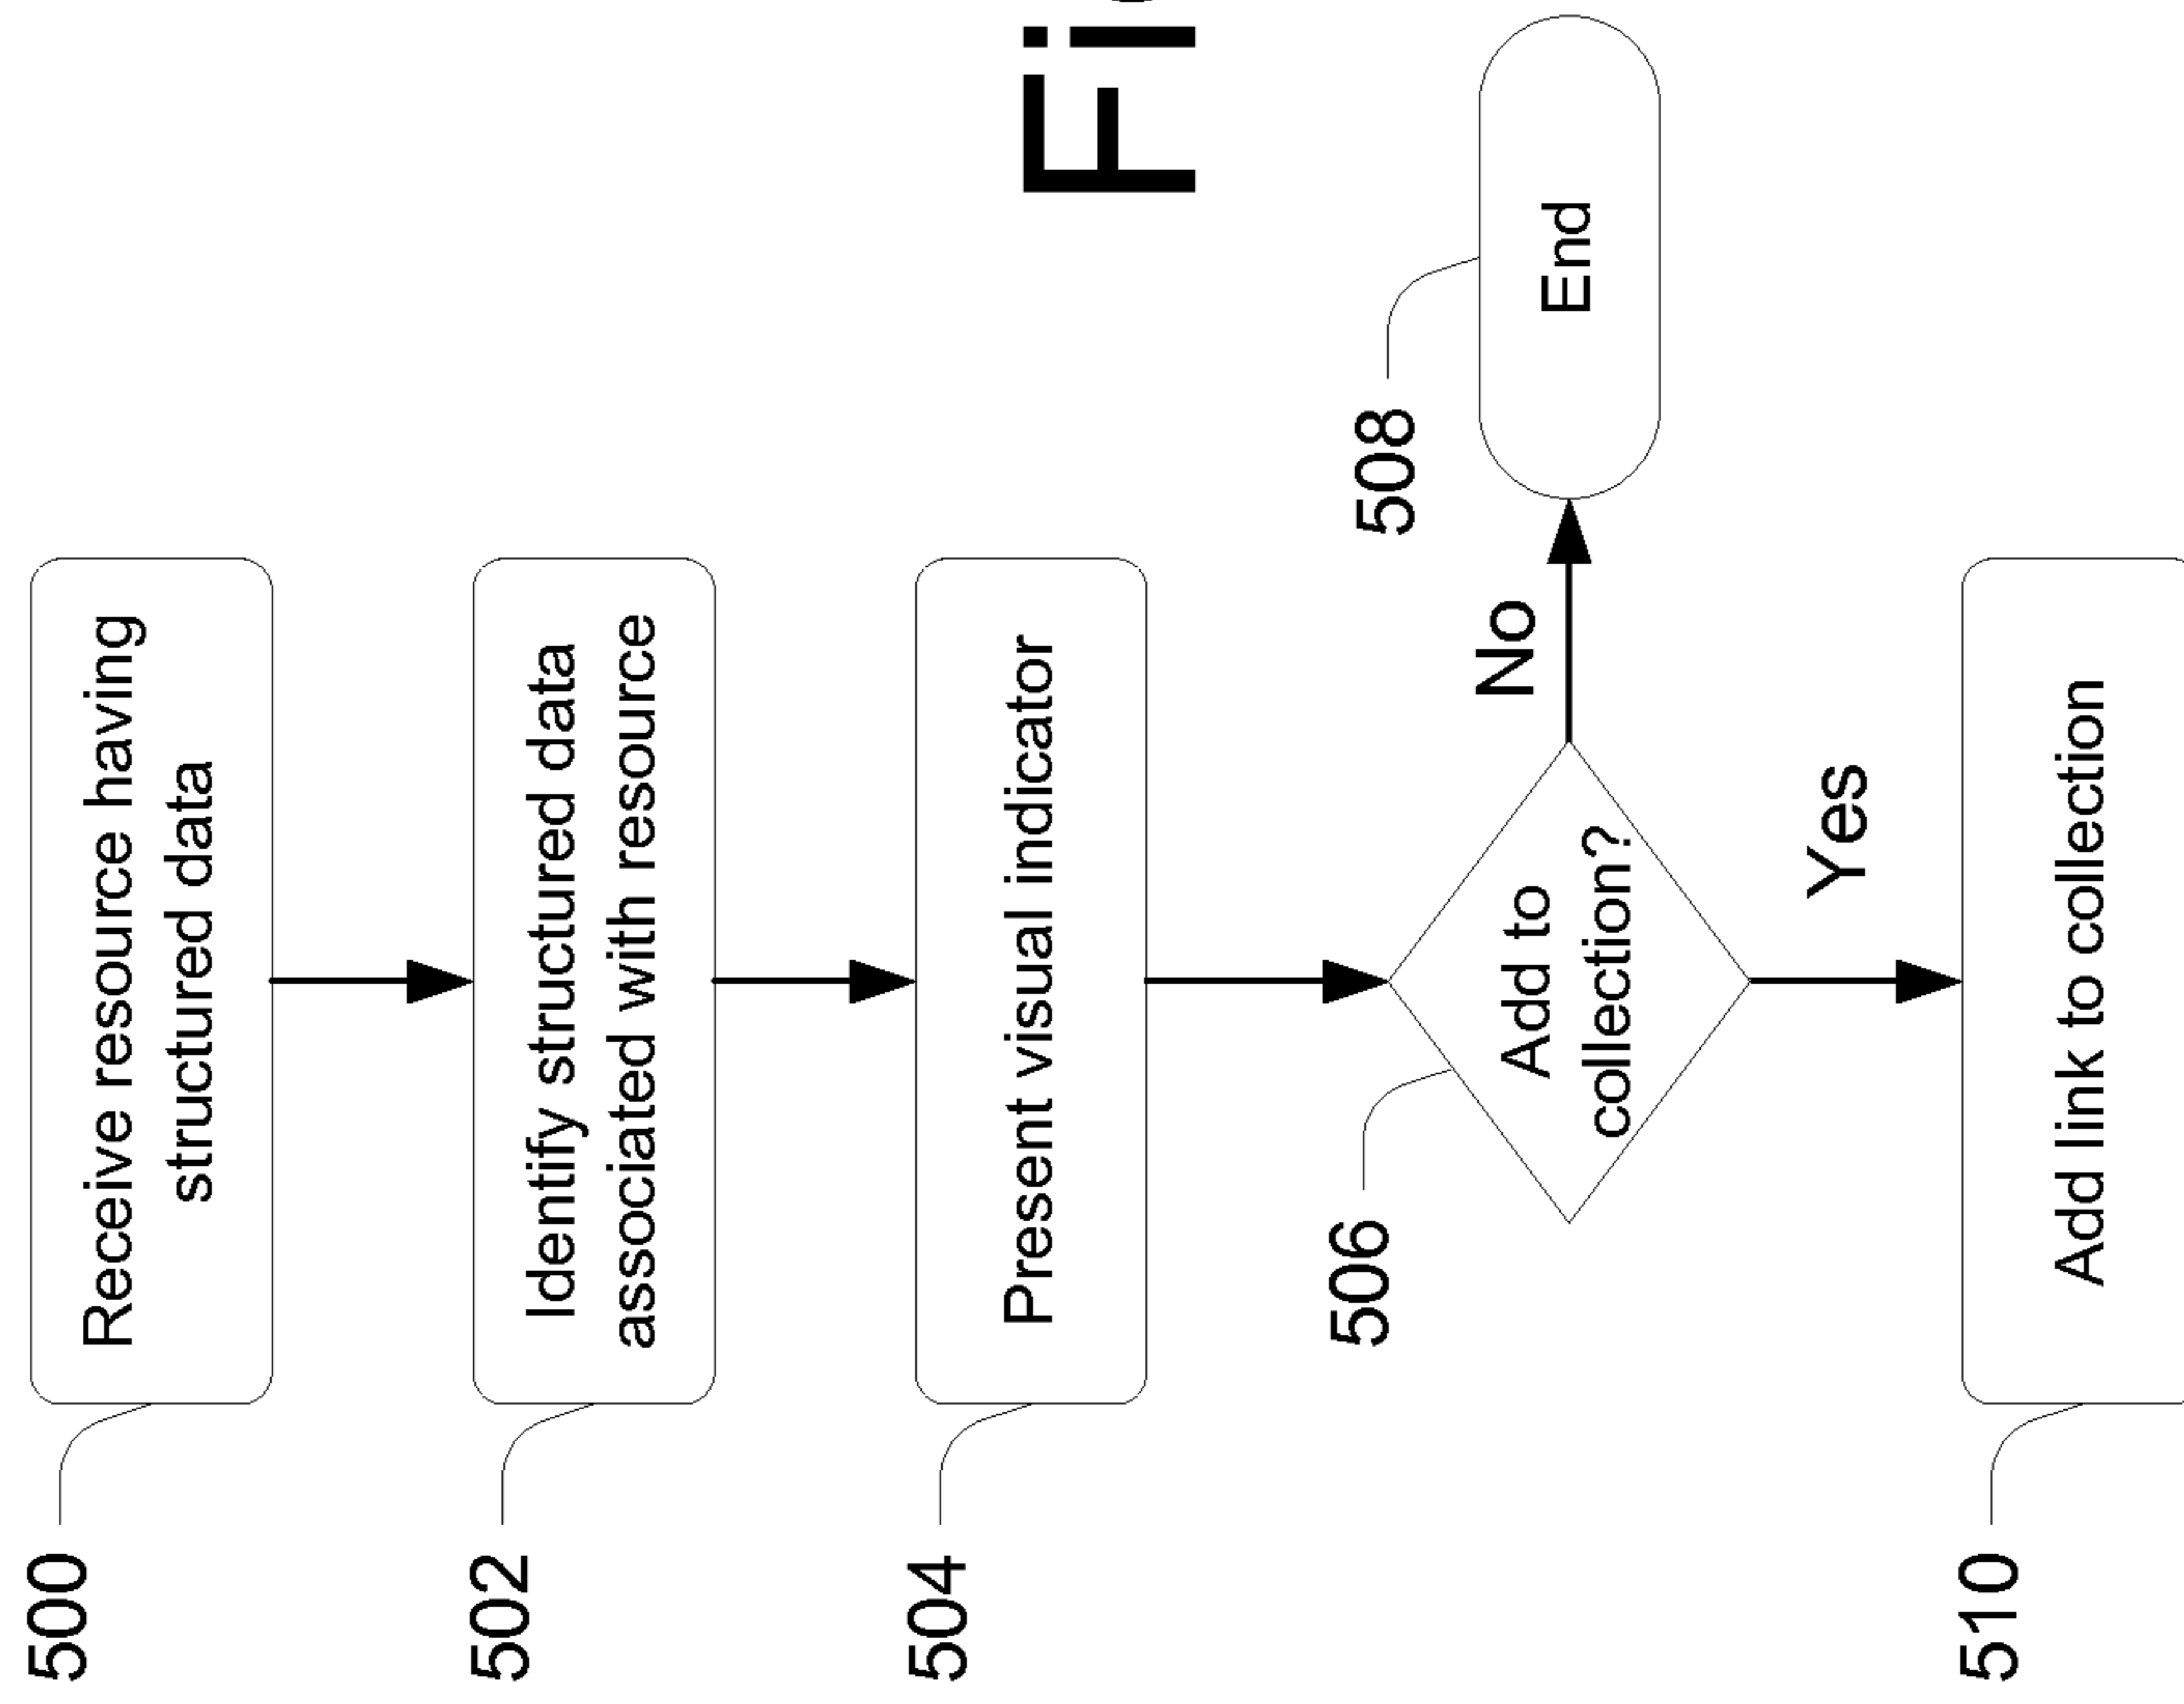 500
Receive resource having
structured data
502
Identify structured data
associated with resource
504
Present visual indicator
506
Add to
collection?
No
508
End
Yes
510
Add link to collection